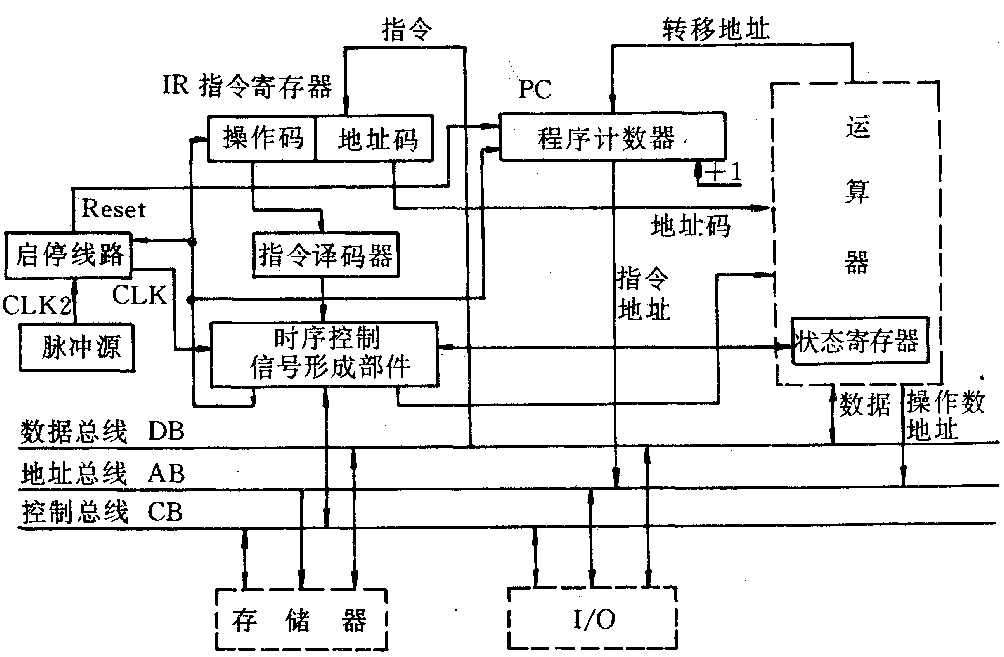 指令
转移地址
IR 指令寄存器
PC
操作码
地址码
程序计数器
+1
运算器
Reset
地址码
启停线路
指令译码器
CLK2
CLK
指令
地址
脉冲源
时序控制
信号形成部件
状态寄存器
数据
操作数
地址
数据总线 DB
地址总线 AB
控制总线 CB
存储器
I/O